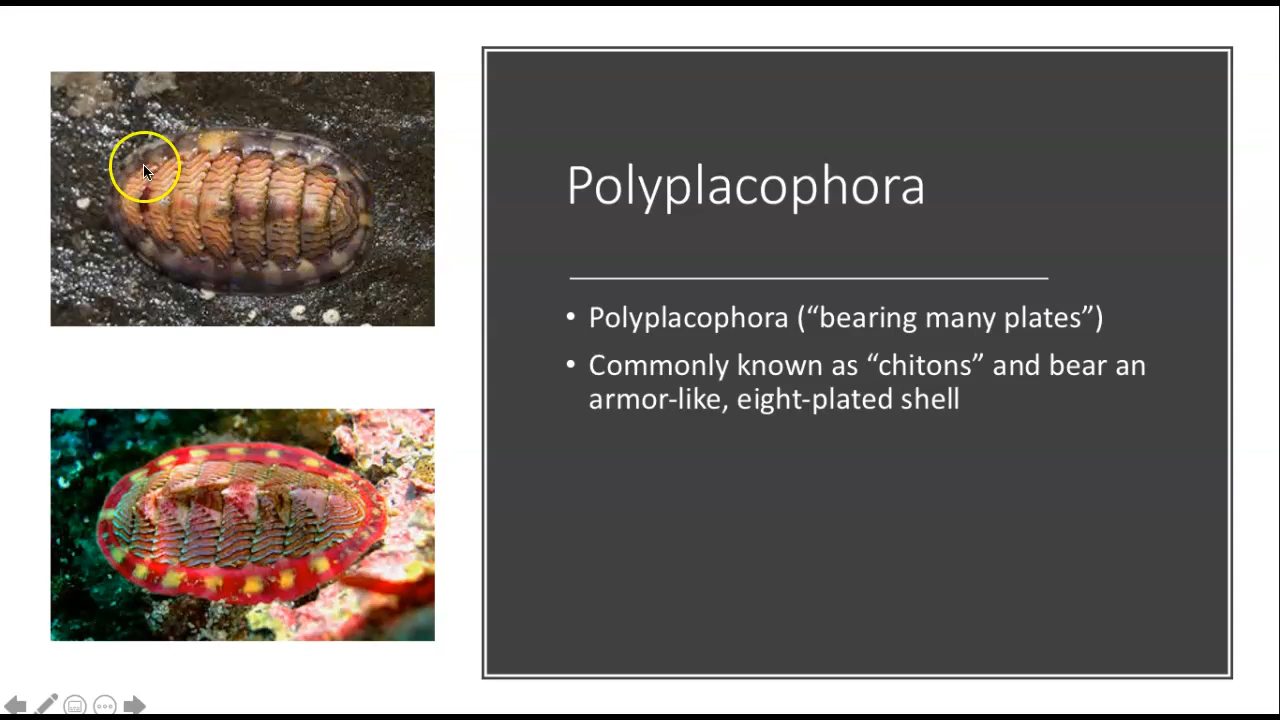 Polyplacophora
• Polyplacophora (“bearing many plates”)
• Commonly known as “chitons” and bear an
armor-like, eight-plated shell